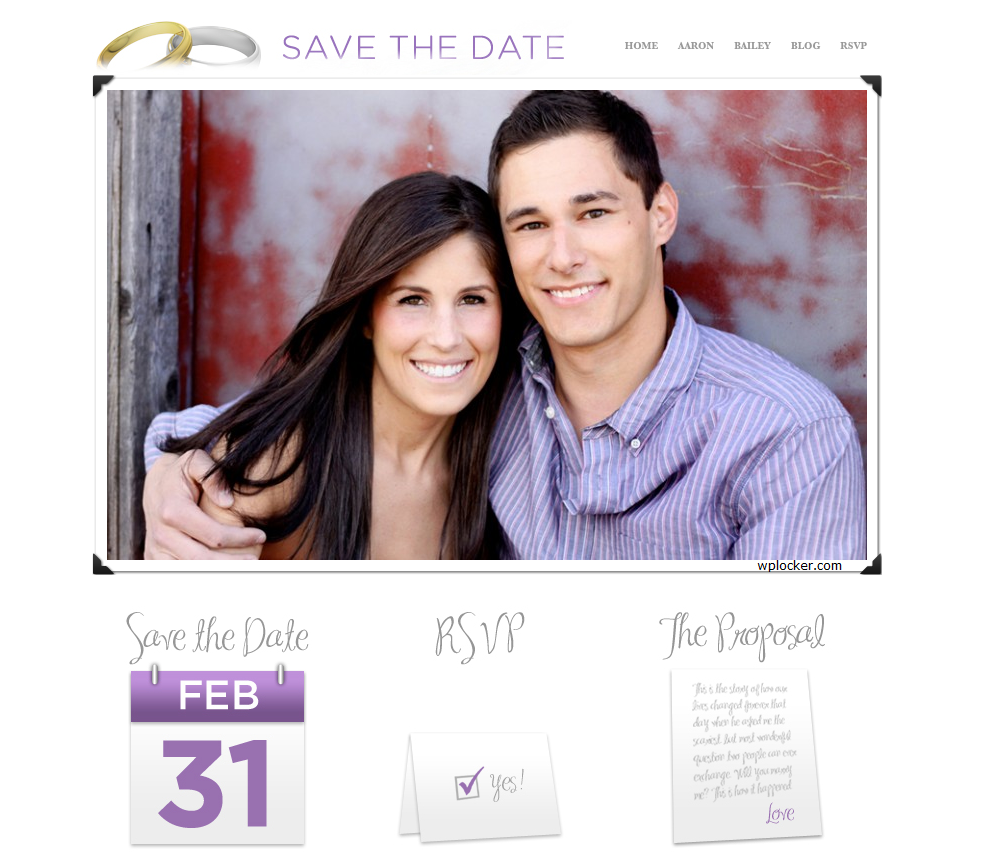 SAVE THE DATE
HOME AARON BAILEY BLOG RSVP
wplocker.com
Save the Date
RSVP
The Proposal
FEB
31
yes!
This is the story of how our
lives changed forever that
day when he asked me the
scariest but most wonderful
question two people can ever
exchange. "Will you marry
me?" This is how it happened.
Love